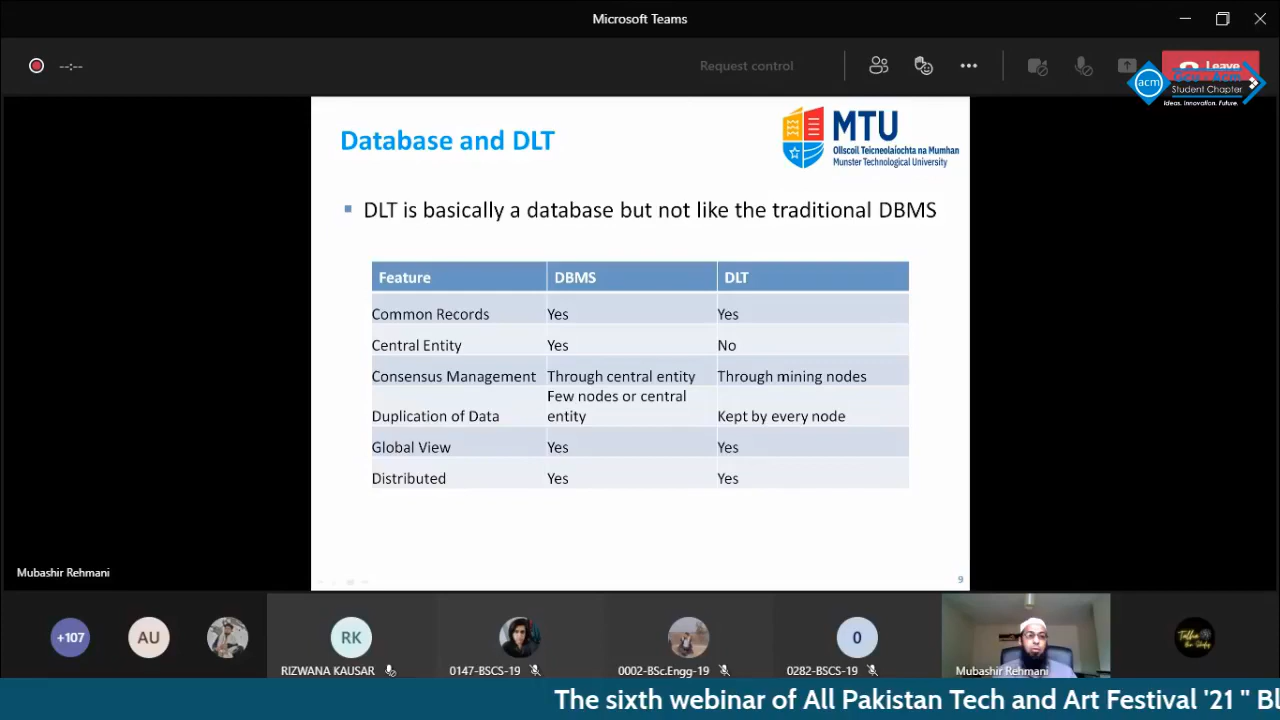 Microsoft Teams
--:--
Request control
Leave
acm
Student Chapter
Ideas. Innovation. Future.
Database and DLT
MTU
Ollscoil Teicneolaíochta na Mumhan
Munster Technological University
DLT is basically a database but not like the traditional DBMS
Feature DBMS DLT
Common Records Yes Yes
Central Entity Yes No
Consensus Management Through central entity Through mining nodes
Duplication of Data Few nodes or central entity Kept by every node
Global View Yes Yes
Distributed Yes Yes
9
Mubashir Rehmani
+107
AU
RK
0
RIZWANA KAUSAR
0147-BSCS-19
0002-BSc.Engg-19
0282-BSCS-19
Mubashir Rehmani
The sixth webinar of All Pakistan Tech and Art Festival '21 " Bl